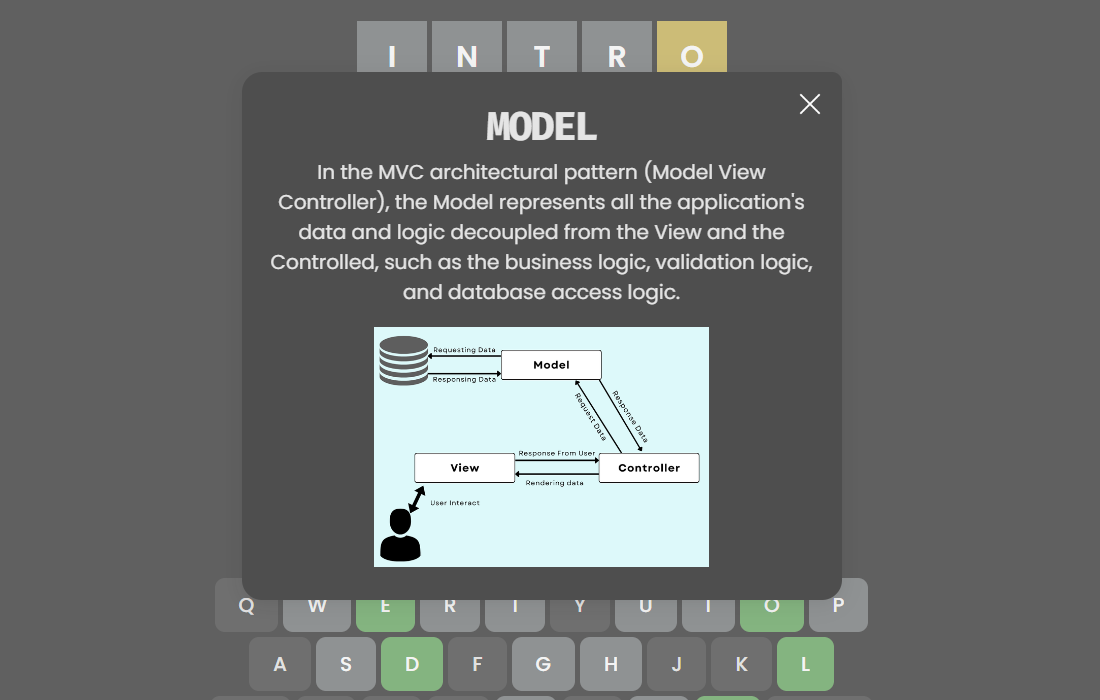 I N T R O
MODEL
In the MVC architectural pattern (Model View
Controller), the Model represents all the application's
data and logic decoupled from the View and the
Controlled, such as the business logic, validation logic,
and database access logic.
Requesting Data
Model
Responsing Data
Request Data
Response Data
Response From User
View
Controller
Rendering data
User Interact
Q W E R T Y U I O P
A S D F G H J K L